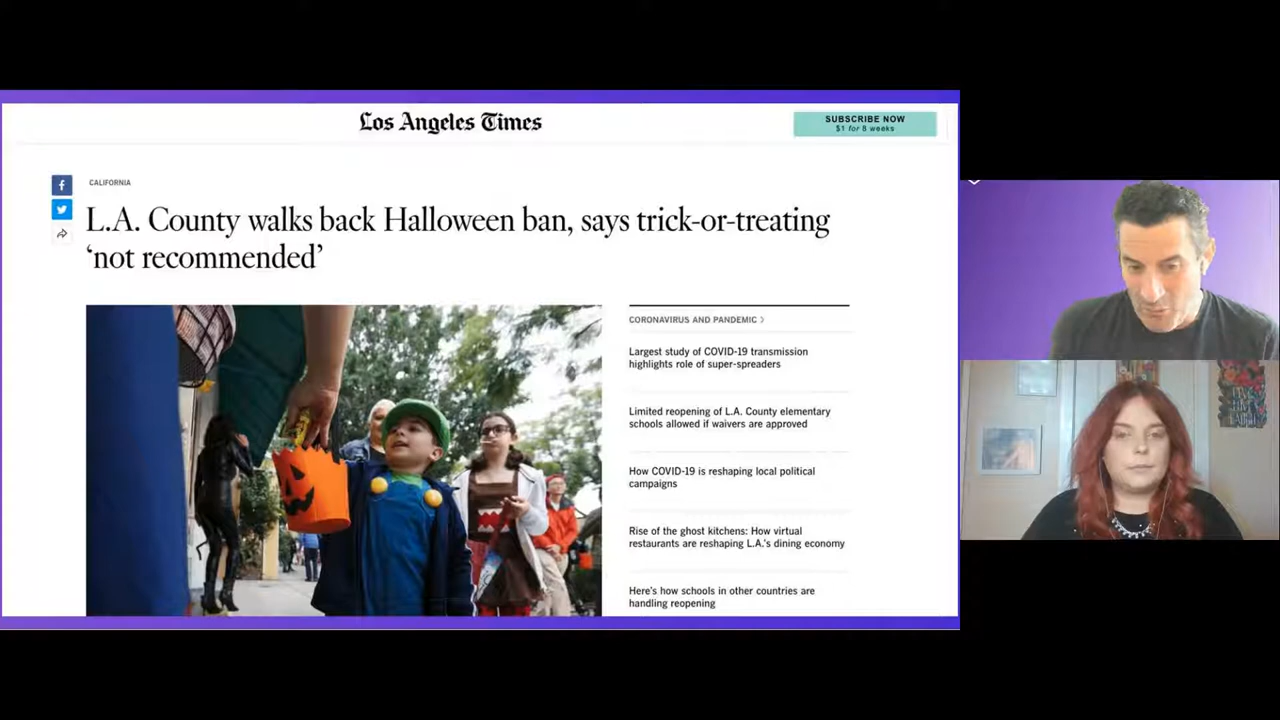 Los Angeles Times
SUBSCRIBE NOW
$1 for 8 weeks
CALIFORNIA
L.A. County walks back Halloween ban, says trick-or-treating
‘not recommended’
CORONAVIRUS AND PANDEMIC
Largest study of COVID-19 transmission
highlights role of super-spreaders
Limited reopening of L.A. County elementary
schools allowed if waivers are approved
How COVID-19 is reshaping local political
campaigns
Rise of the ghost kitchens: How virtual
restaurants are reshaping L.A.'s dining economy
Here's how schools in other countries are
handling reopening